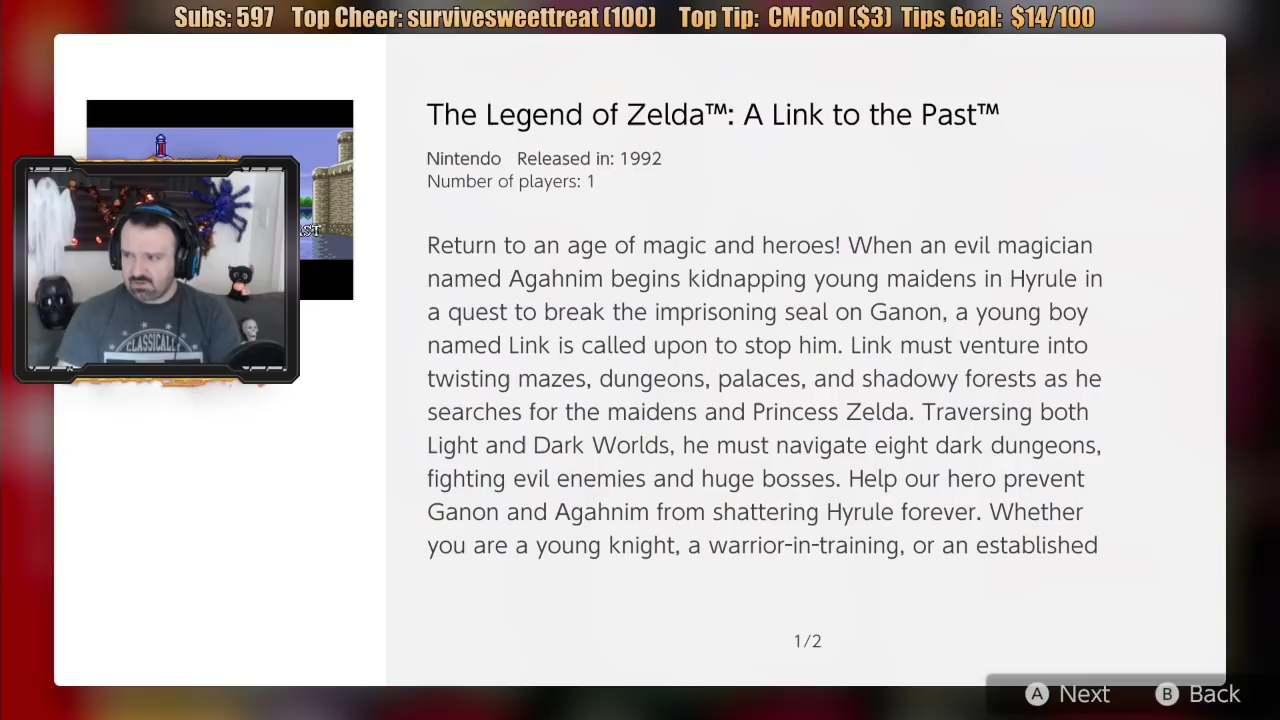 Subs: 597 Top Cheer: survivesweettreat (100) Top Tip: CMFool ($3) Tips Goal: $14/100
The Legend of Zelda™: A Link to the Past™
Nintendo Released in: 1992
Number of players: 1
Return to an age of magic and heroes! When an evil magician
named Agahnim begins kidnapping young maidens in Hyrule in
a quest to break the imprisoning seal on Ganon, a young boy
named Link is called upon to stop him. Link must venture into
twisting mazes, dungeons, palaces, and shadowy forests as he
searches for the maidens and Princess Zelda. Traversing both
Light and Dark Worlds, he must navigate eight dark dungeons,
fighting evil enemies and huge bosses. Help our hero prevent
Ganon and Agahnim from shattering Hyrule forever. Whether
you are a young knight, a warrior-in-training, or an established
AST
CLASSICALL
1/2
A Next B Back